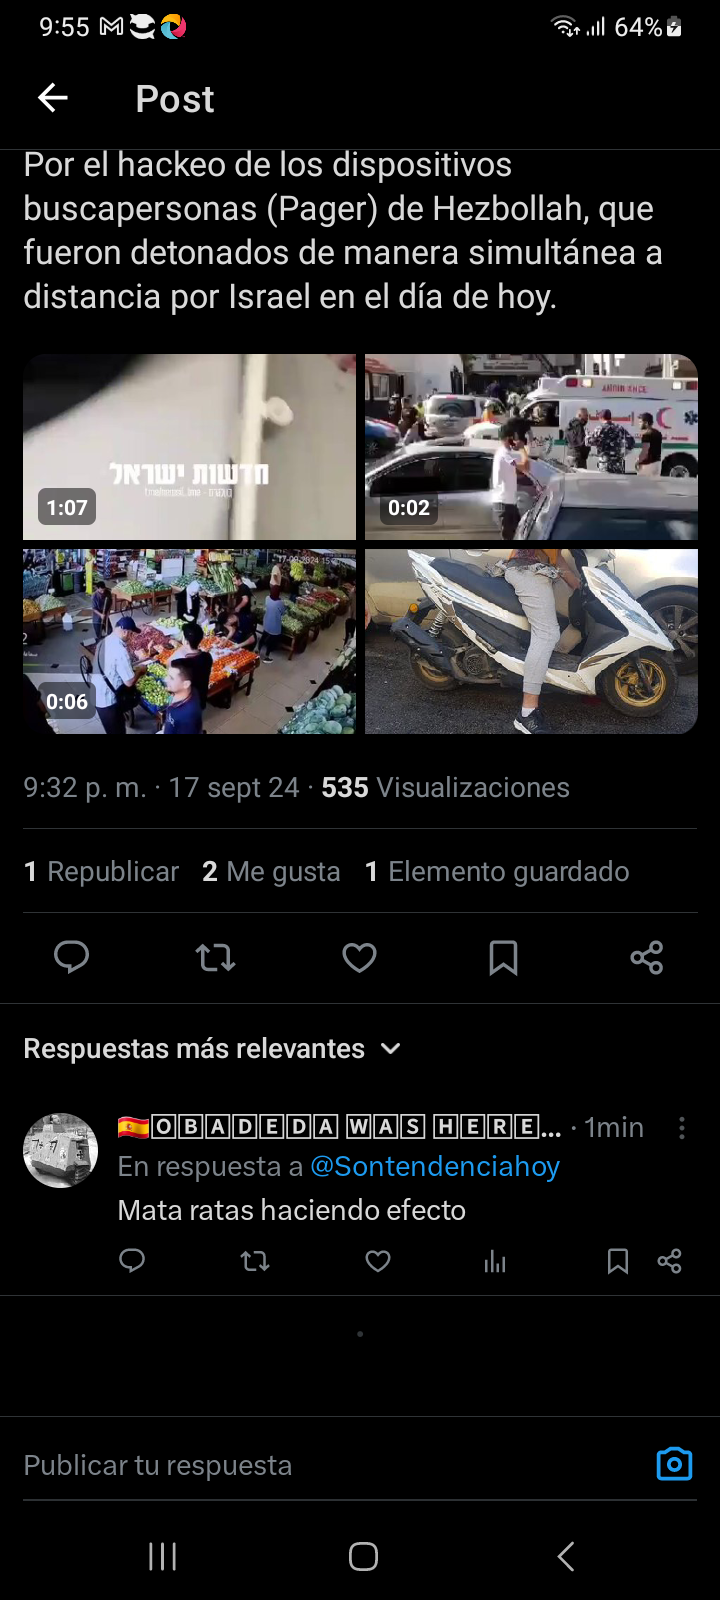 9:55
64%
Post
Por el hackeo de los dispositivos
buscapersonas (Pager) de Hezbollah, que
fueron detonados de manera simultánea a
distancia por Israel en el día de hoy.
חדשות ישראל
1:07
0:02
0:06
9:32 p. m. · 17 sept 24 · 535 Visualizaciones
1 Republicar 2 Me gusta 1 Elemento guardado
Respuestas más relevantes
🇪🇸🄾🄱🄰🄳🄴🄳🄰 🅆🄰🅂 🄷🄴🅁🄴... · 1min
En respuesta a @Sontendenciahoy
Mata ratas haciendo efecto
Publicar tu respuesta